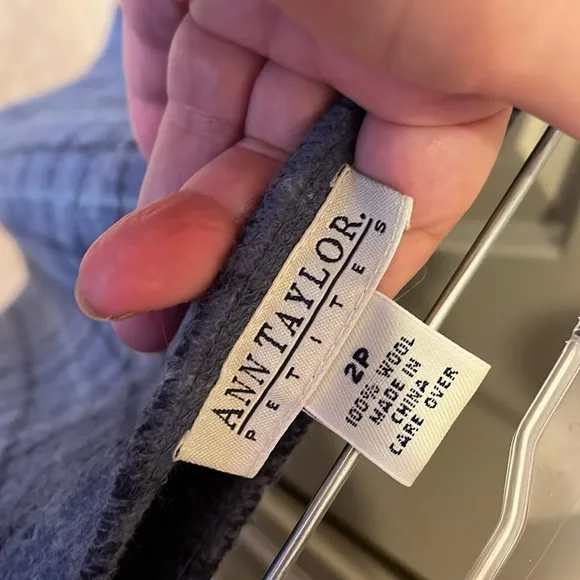 ANN TAYLOR.
PETITES
2P
100% WOOL
MADE IN
CHINA
CARE OVER